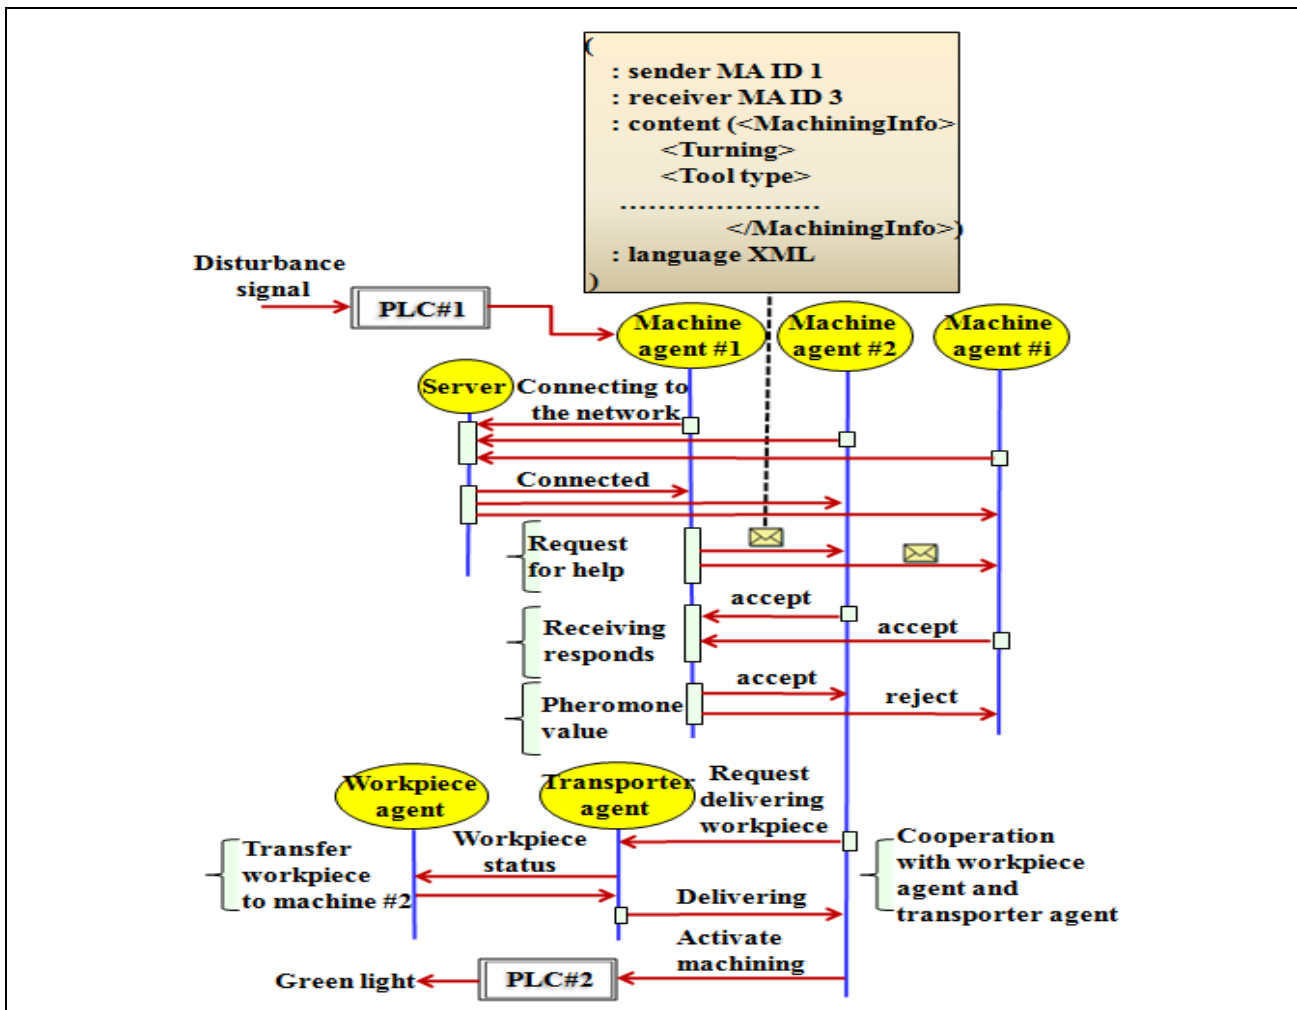 (
: sender MA ID 1
: receiver MA ID 3
: content (<MachiningInfo>
<Turning>
<Tool type>
.....................
</MachiningInfo>)
: language XML
)
Disturbance
signal
PLC#1
Machine
agent #1
Machine
agent #2
Machine
agent #i
Server
Connecting to
the network
Connected
Request
for help
accept
Receiving
responds
accept
accept
Pheromone
value
reject
Workpiece
agent
Transporter
agent
Request
delivering
workpiece
Transfer
workpiece
to machine #2
Workpiece
status
Cooperation
with workpiece
agent and
transporter agent
Delivering
Activate
machining
Green light
PLC#2